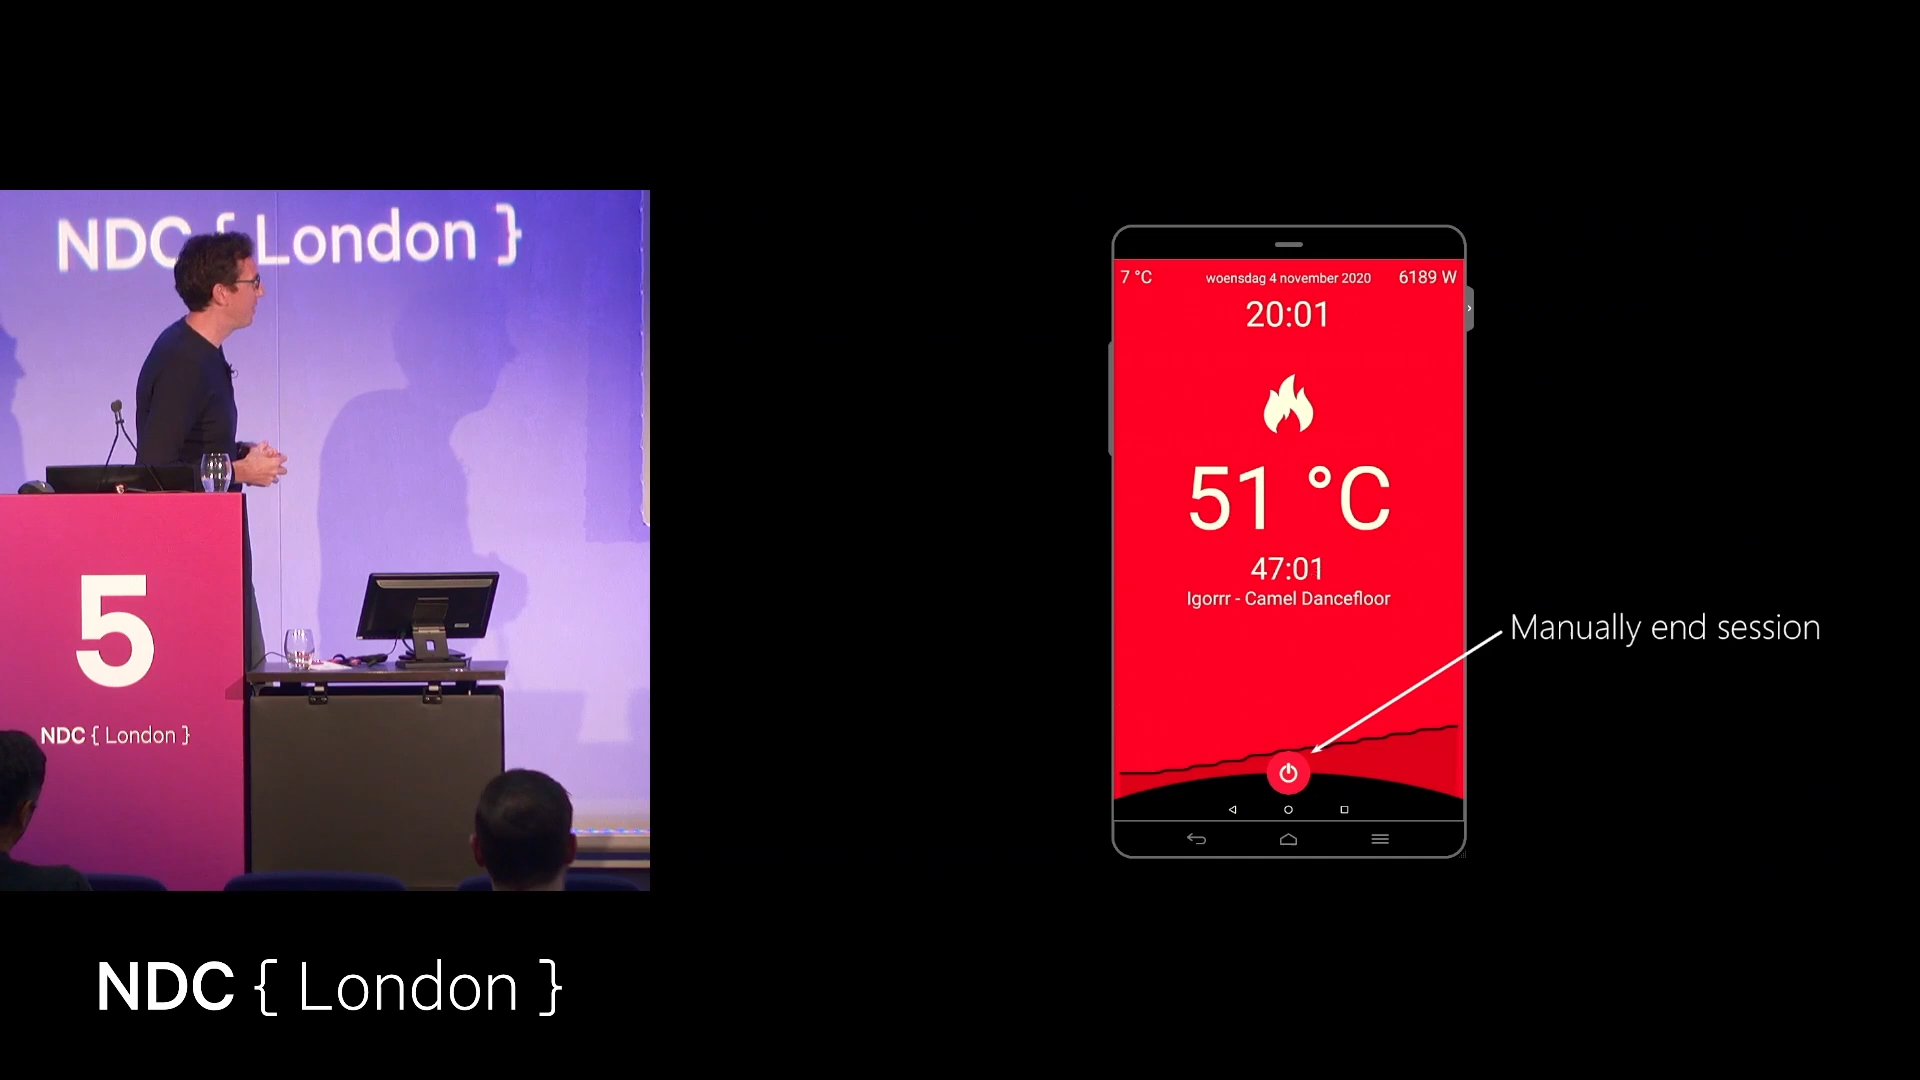 NDC { London }
5
NDC { London }
NDC { London }
7 °C
woensdag 4 november 2020
6189 W
20:01
51 °C
47:01
Igorrr - Camel Dancefloor
Manually end session